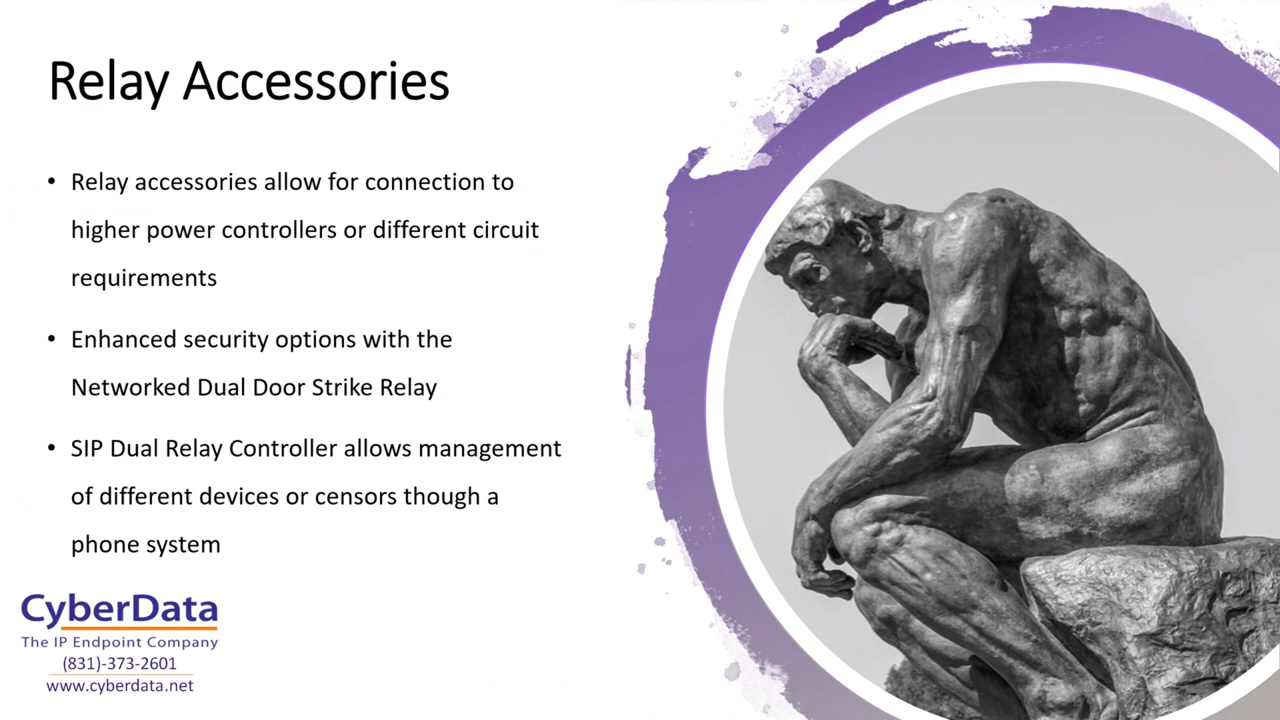 Relay Accessories
• Relay accessories allow for connection to
higher power controllers or different circuit
requirements
• Enhanced security options with the
Networked Dual Door Strike Relay
• SIP Dual Relay Controller allows management
of different devices or censors though a
phone system
CyberData
The IP Endpoint Company
(831)-373-2601
www.cyberdata.net